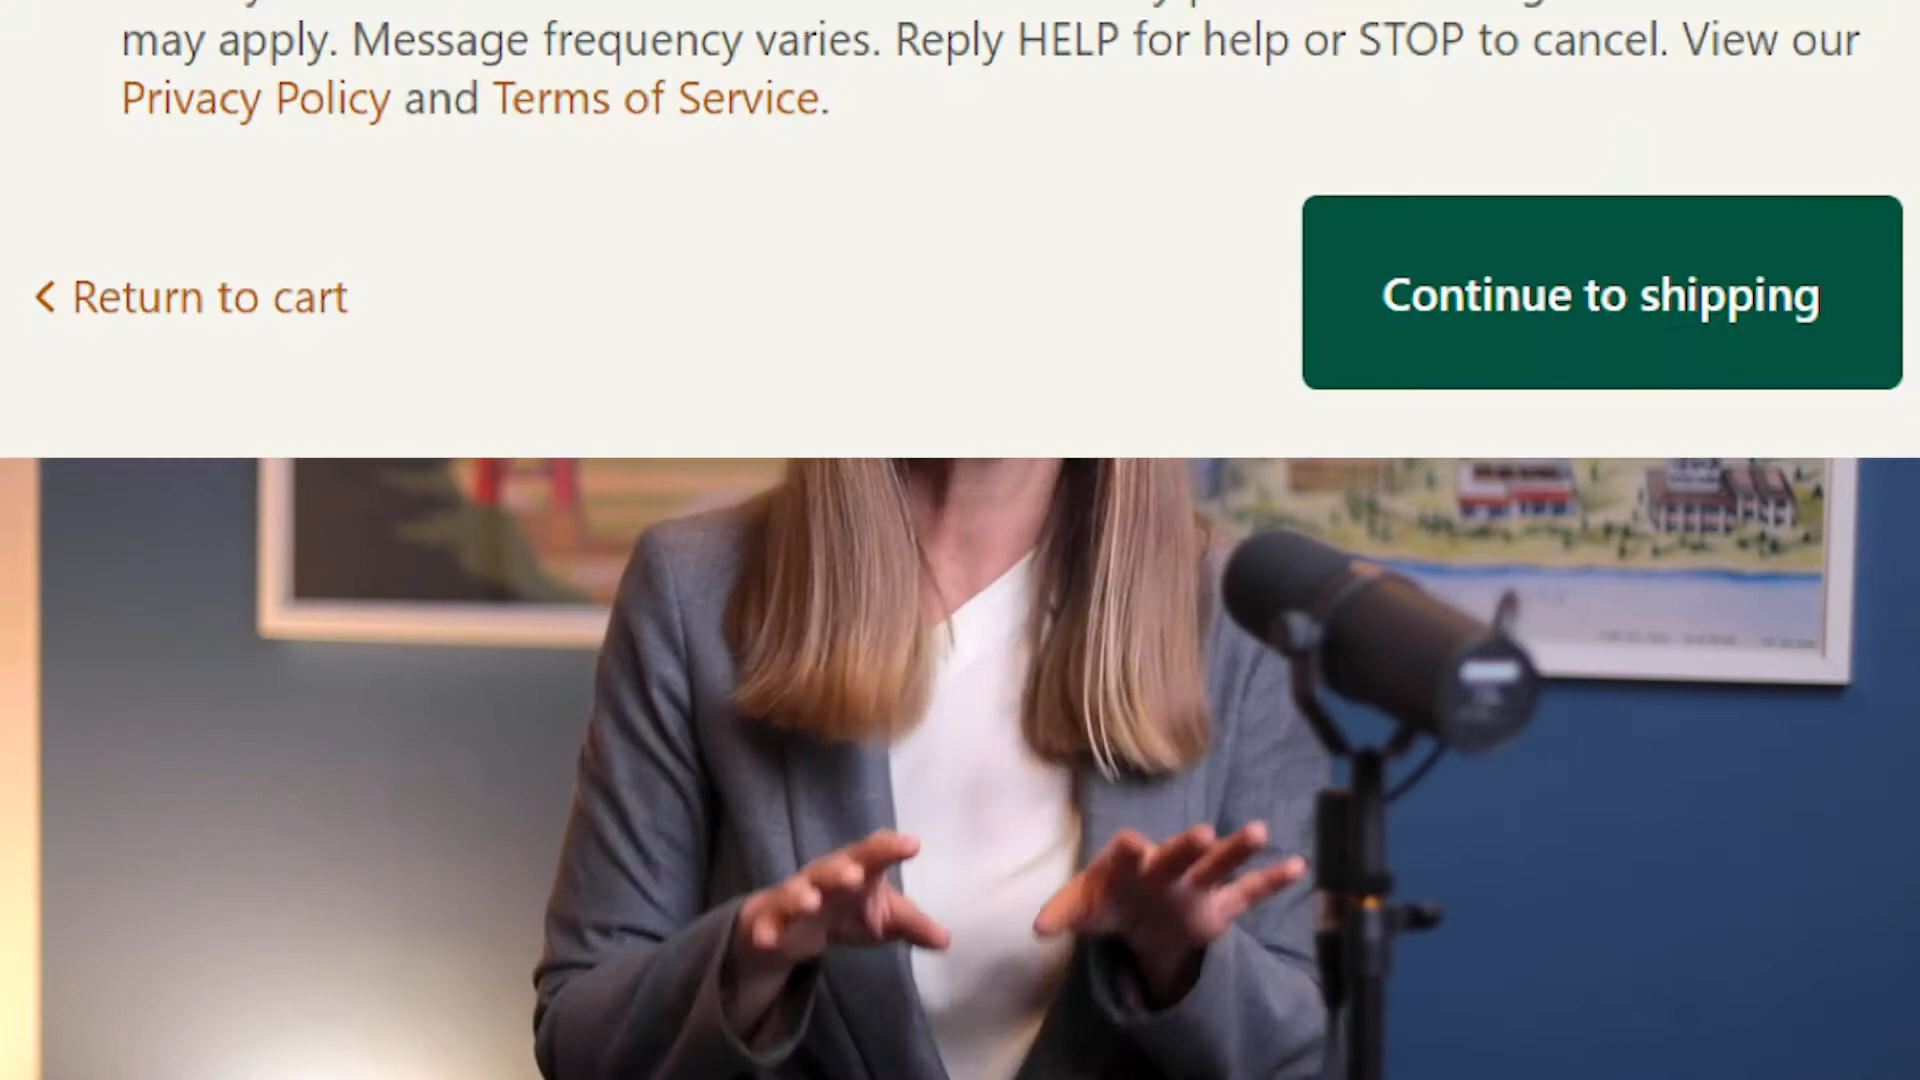 may apply. Message frequency varies. Reply HELP for help or STOP to cancel. View our
Privacy Policy and Terms of Service.
< Return to cart
Continue to shipping